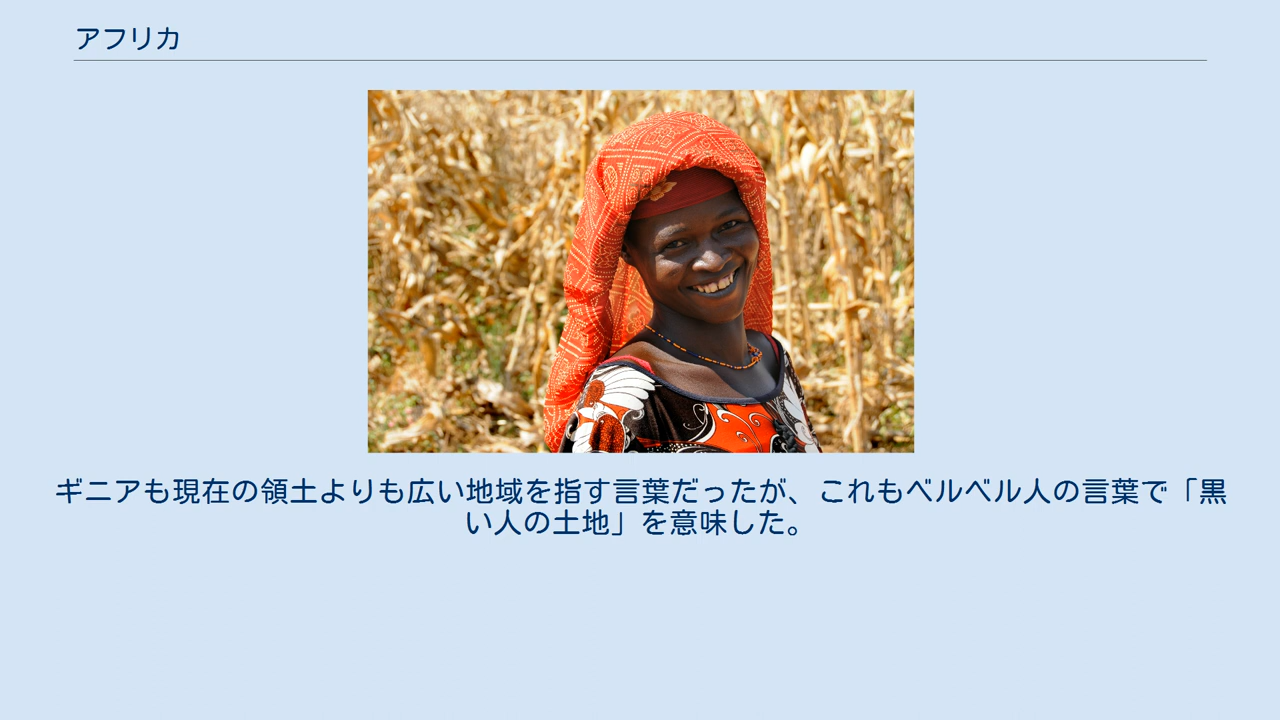 アフリカ
ギニアも現在の領土よりも広い地域を指す言葉だったが、これもベルベル人の言葉で「黒
い人の土地」を意味した。